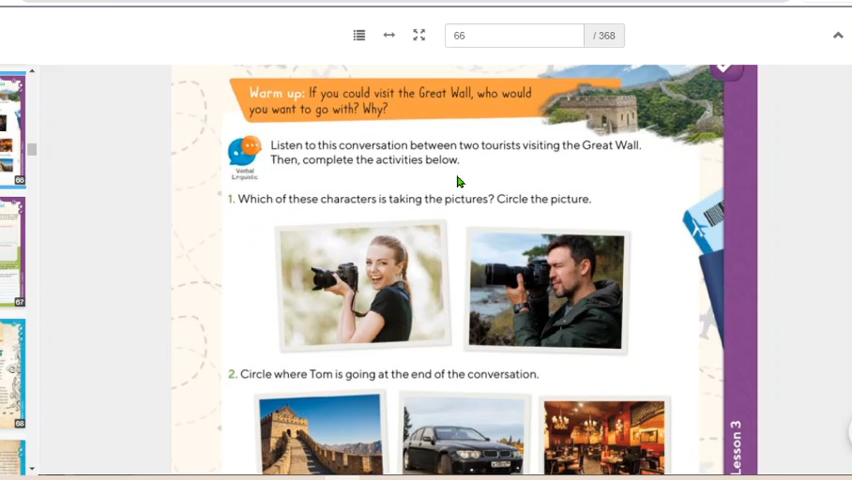 66
/ 368
Warm up: If you could visit the Great Wall, who would
you want to go with? Why?
Verbal
Linguistic
Listen to this conversation between two tourists visiting the Great Wall.
Then, complete the activities below.
1. Which of these characters is taking the pictures? Circle the picture.
2. Circle where Tom is going at the end of the conversation.
Lesson 3
66
67
68